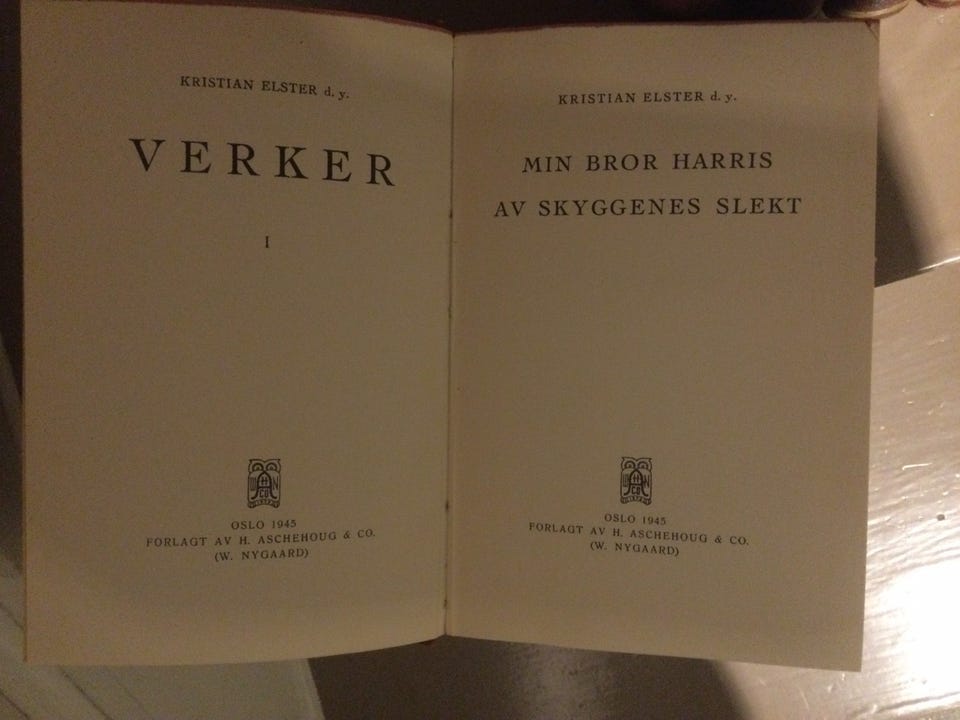 KRISTIAN ELSTER d. y.
VERKER
I
OSLO 1945
FORLAGT AV H. ASCHEHOUG & CO.
(W. NYGAARD)
KRISTIAN ELSTER d. y.
MIN BROR HARRIS
AV SKYGGENES SLEKT
OSLO 1945
FORLAGT AV H. ASCHEHOUG & CO.
(W. NYGAARD)